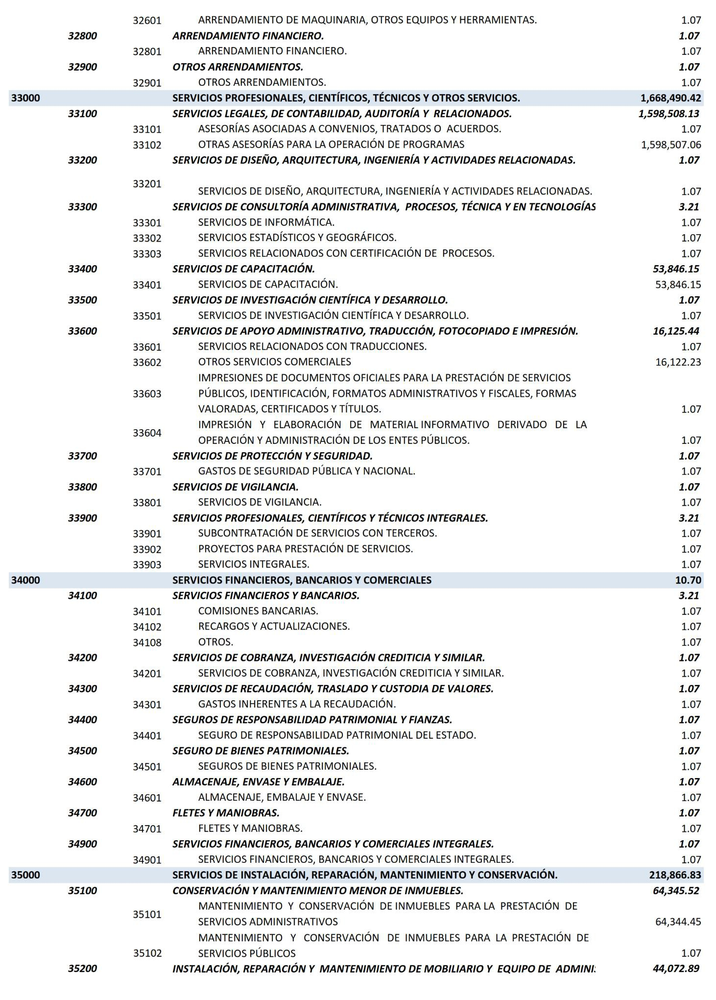 32601 ARRENDAMIENTO DE MAQUINARIA, OTROS EQUIPOS Y HERRAMIENTAS. 1.07
32800 ARRENDAMIENTO FINANCIERO. 1.07
32801 ARRENDAMIENTO FINANCIERO. 1.07
32900 OTROS ARRENDAMIENTOS. 1.07
32901 OTROS ARRENDAMIENTOS. 1.07
33000 SERVICIOS PROFESIONALES, CIENTÍFICOS, TÉCNICOS Y OTROS SERVICIOS. 1,668,490.42
33100 SERVICIOS LEGALES, DE CONTABILIDAD, AUDITORÍA Y RELACIONADOS. 1,598,508.13
33101 ASESORÍAS ASOCIADAS A CONVENIOS, TRATADOS O ACUERDOS. 1.07
33102 OTRAS ASESORÍAS PARA LA OPERACIÓN DE PROGRAMAS 1,598,507.06
33200 SERVICIOS DE DISEÑO, ARQUITECTURA, INGENIERÍA Y ACTIVIDADES RELACIONADAS. 1.07
33201
SERVICIOS DE DISEÑO, ARQUITECTURA, INGENIERÍA Y ACTIVIDADES RELACIONADAS. 1.07
33300 SERVICIOS DE CONSULTORÍA ADMINISTRATIVA, PROCESOS, TÉCNICA Y EN TECNOLOGÍAS 3.21
33301 SERVICIOS DE INFORMÁTICA. 1.07
33302 SERVICIOS ESTADÍSTICOS Y GEOGRÁFICOS. 1.07
33303 SERVICIOS RELACIONADOS CON CERTIFICACIÓN DE PROCESOS. 1.07
33400 SERVICIOS DE CAPACITACIÓN. 53,846.15
33401 SERVICIOS DE CAPACITACIÓN. 53,846.15
33500 SERVICIOS DE INVESTIGACIÓN CIENTÍFICA Y DESARROLLO. 1.07
33501 SERVICIOS DE INVESTIGACIÓN CIENTÍFICA Y DESARROLLO. 1.07
33600 SERVICIOS DE APOYO ADMINISTRATIVO, TRADUCCIÓN, FOTOCOPIADO E IMPRESIÓN. 16,125.44
33601 SERVICIOS RELACIONADOS CON TRADUCCIONES. 1.07
33602 OTROS SERVICIOS COMERCIALES 16,122.23
IMPRESIONES DE DOCUMENTOS OFICIALES PARA LA PRESTACIÓN DE SERVICIOS
33603 PÚBLICOS, IDENTIFICACIÓN, FORMATOS ADMINISTRATIVOS Y FISCALES, FORMAS
VALORADAS, CERTIFICADOS Y TÍTULOS. 1.07
IMPRESIÓN Y ELABORACIÓN DE MATERIAL INFORMATIVO DERIVADO DE LA
33604
OPERACIÓN Y ADMINISTRACIÓN DE LOS ENTES PÚBLICOS. 1.07
33700 SERVICIOS DE PROTECCIÓN Y SEGURIDAD. 1.07
33701 GASTOS DE SEGURIDAD PÚBLICA Y NACIONAL. 1.07
33800 SERVICIOS DE VIGILANCIA. 1.07
33801 SERVICIOS DE VIGILANCIA. 1.07
33900 SERVICIOS PROFESIONALES, CIENTÍFICOS Y TÉCNICOS INTEGRALES. 3.21
33901 SUBCONTRATACIÓN DE SERVICIOS CON TERCEROS. 1.07
33902 PROYECTOS PARA PRESTACIÓN DE SERVICIOS. 1.07
33903 SERVICIOS INTEGRALES. 1.07
34000 SERVICIOS FINANCIEROS, BANCARIOS Y COMERCIALES 10.70
34100 SERVICIOS FINANCIEROS Y BANCARIOS. 3.21
34101 COMISIONES BANCARIAS. 1.07
34102 RECARGOS Y ACTUALIZACIONES. 1.07
34108 OTROS. 1.07
34200 SERVICIOS DE COBRANZA, INVESTIGACIÓN CREDITICIA Y SIMILAR. 1.07
34201 SERVICIOS DE COBRANZA, INVESTIGACIÓN CREDITICIA Y SIMILAR. 1.07
34300 SERVICIOS DE RECAUDACIÓN, TRASLADO Y CUSTODIA DE VALORES. 1.07
34301 GASTOS INHERENTES A LA RECAUDACIÓN. 1.07
34400 SEGUROS DE RESPONSABILIDAD PATRIMONIAL Y FIANZAS. 1.07
34401 SEGURO DE RESPONSABILIDAD PATRIMONIAL DEL ESTADO. 1.07
34500 SEGURO DE BIENES PATRIMONIALES. 1.07
34501 SEGUROS DE BIENES PATRIMONIALES. 1.07
34600 ALMACENAJE, ENVASE Y EMBALAJE. 1.07
34601 ALMACENAJE, EMBALAJE Y ENVASE. 1.07
34700 FLETES Y MANIOBRAS. 1.07
34701 FLETES Y MANIOBRAS. 1.07
34900 SERVICIOS FINANCIEROS, BANCARIOS Y COMERCIALES INTEGRALES. 1.07
34901 SERVICIOS FINANCIEROS, BANCARIOS Y COMERCIALES INTEGRALES. 1.07
35000 SERVICIOS DE INSTALACIÓN, REPARACIÓN, MANTENIMIENTO Y CONSERVACIÓN. 218,866.83
35100 CONSERVACIÓN Y MANTENIMIENTO MENOR DE INMUEBLES. 64,345.52
MANTENIMIENTO Y CONSERVACIÓN DE INMUEBLES PARA LA PRESTACIÓN DE
35101
SERVICIOS ADMINISTRATIVOS 64,344.45
MANTENIMIENTO Y CONSERVACIÓN DE INMUEBLES PARA LA PRESTACIÓN DE
35102 SERVICIOS PÚBLICOS 1.07
35200 INSTALACIÓN, REPARACIÓN Y MANTENIMIENTO DE MOBILIARIO Y EQUIPO DE ADMINIS 44,072.89